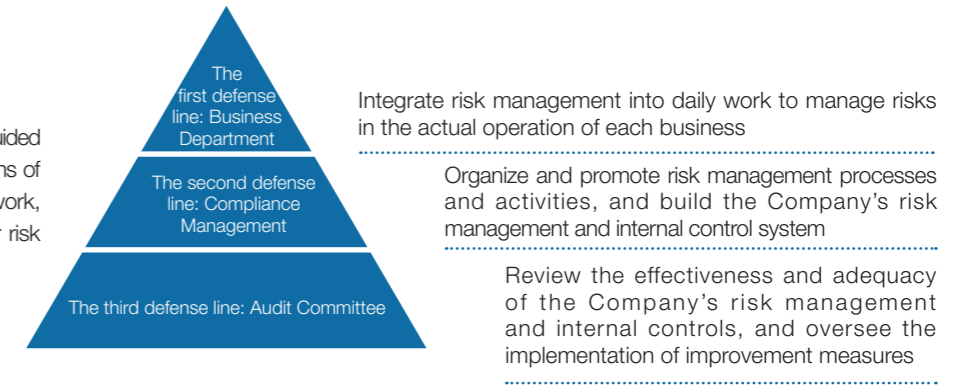 uided
ns of
work,
risk
The
first defense
line: Business
Department
Integrate risk management into daily work to manage risks
in the actual operation of each business
The second defense
line: Compliance
Management
Organize and promote risk management processes
and activities, and build the Company's risk
management and internal control system
The third defense line: Audit Committee
Review the effectiveness and adequacy
of the Company's risk management
and internal controls, and oversee the
implementation of improvement measures